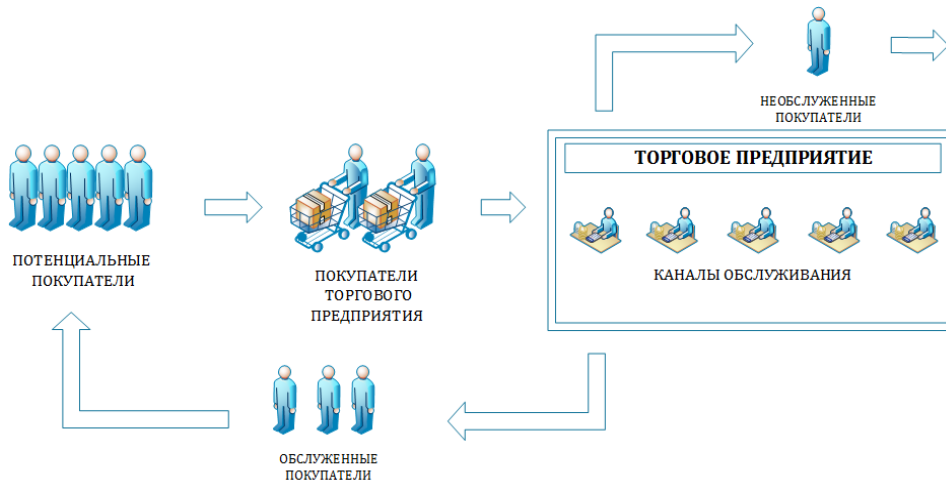 НЕОБСЛУЖЕННЫЕ
ПОКУПАТЕЛИ
ТОРГОВОЕ ПРЕДПРИЯТИЕ
ПОТЕНЦИАЛЬНЫЕ
ПОКУПАТЕЛИ
ПОКУПАТЕЛИ
ТОРГОВОГО
ПРЕДПРИЯТИЯ
КАНАЛЫ ОБСЛУЖИВАНИЯ
ОБСЛУЖЕННЫЕ
ПОКУПАТЕЛИ